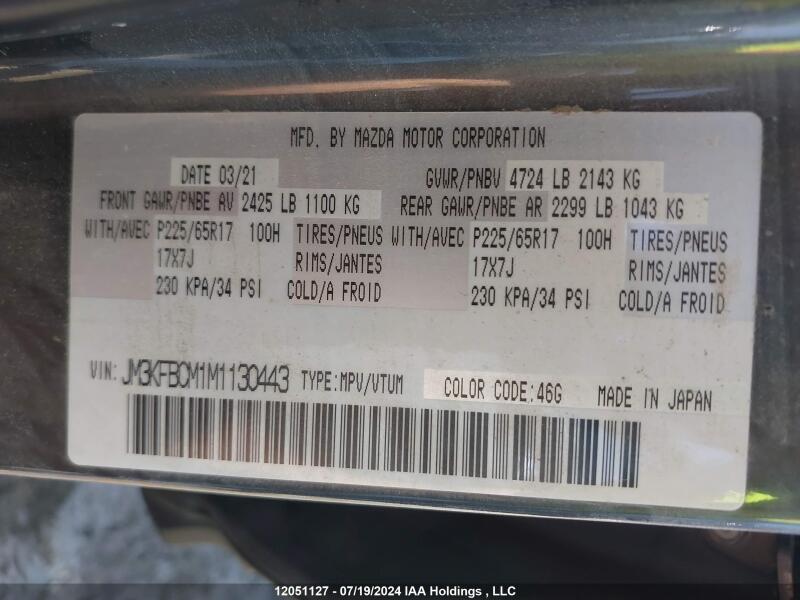 MFD. BY MAZDA MOTOR CORPORATION
DATE 03/21 GVWR/PNBV 4724 LB 2143 KG
FRONT GAWR/PNBE AV 2425 LB 1100 KG REAR GAWR/PNBE AR 2299 LB 1043 KG
WITH/AVEC P225/65R17 100H TIRES/PNEUS WITH/AVEC P225/65R17 100H TIRES/PNEUS
17X7J RIMS/JANTES 17X7J RIMS/JANTES
230 KPA/34 PSI COLD/A FROID 230 KPA/34 PSI COLD/A FROID
VIN: JM3KFBCM1M1130443 TYPE:MPV/VTUM COLOR CODE:46G MADE IN JAPAN
12051127 - 07/19/2024 IAA Holdings , LLC